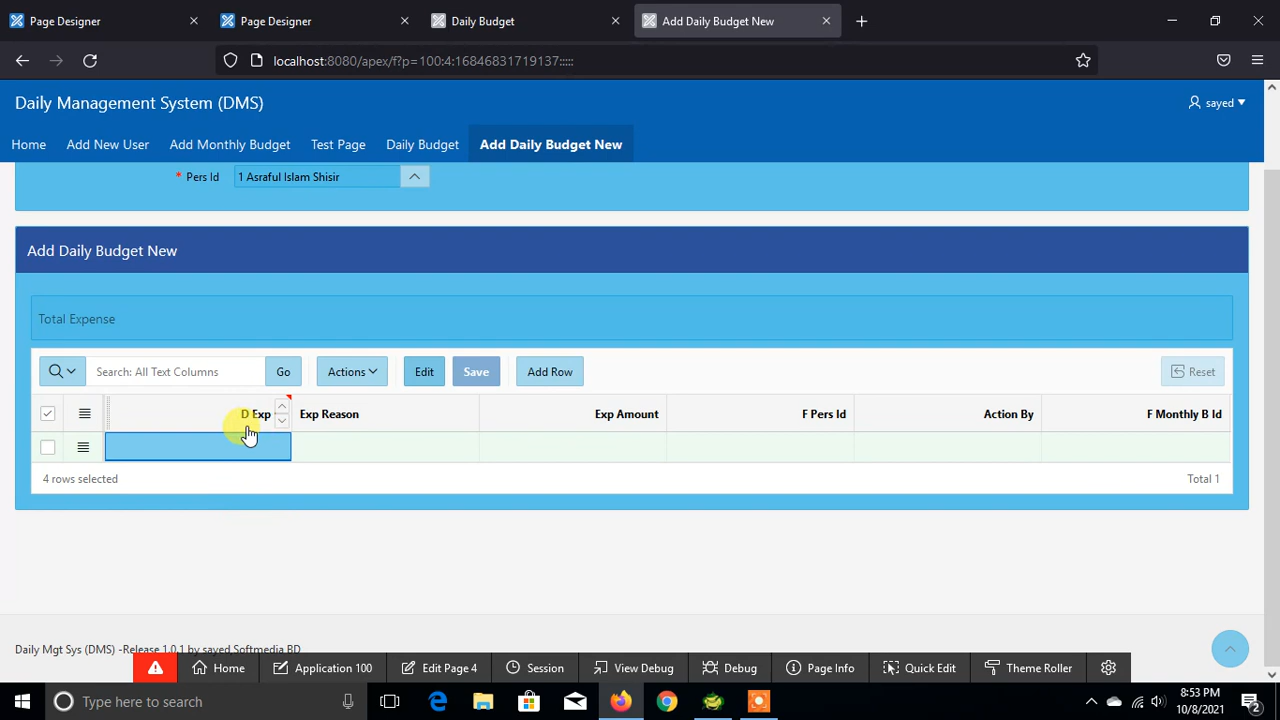 Page Designer
Page Designer
Daily Budget
Add Daily Budget New
localhost:8080/apex/f?p=100:4:16846831719137:::::
Daily Management System (DMS)
sayed
Home
Add New User
Add Monthly Budget
Test Page
Daily Budget
Add Daily Budget New
* Pers Id
1 Asraful Islam Shisir
Add Daily Budget New
Total Expense
Search: All Text Columns
Go
Actions
Edit
Save
Add Row
Reset
D Exp
Exp Reason
Exp Amount
F Pers Id
Action By
F Monthly B Id
4 rows selected
Total 1
Daily Mgt Sys (DMS) -Release 1.0.1 by sayed Softmedia BD
Home
Application 100
Edit Page 4
Session
View Debug
Debug
Page Info
Quick Edit
Theme Roller
Type here to search
8:53 PM
10/8/2021
2